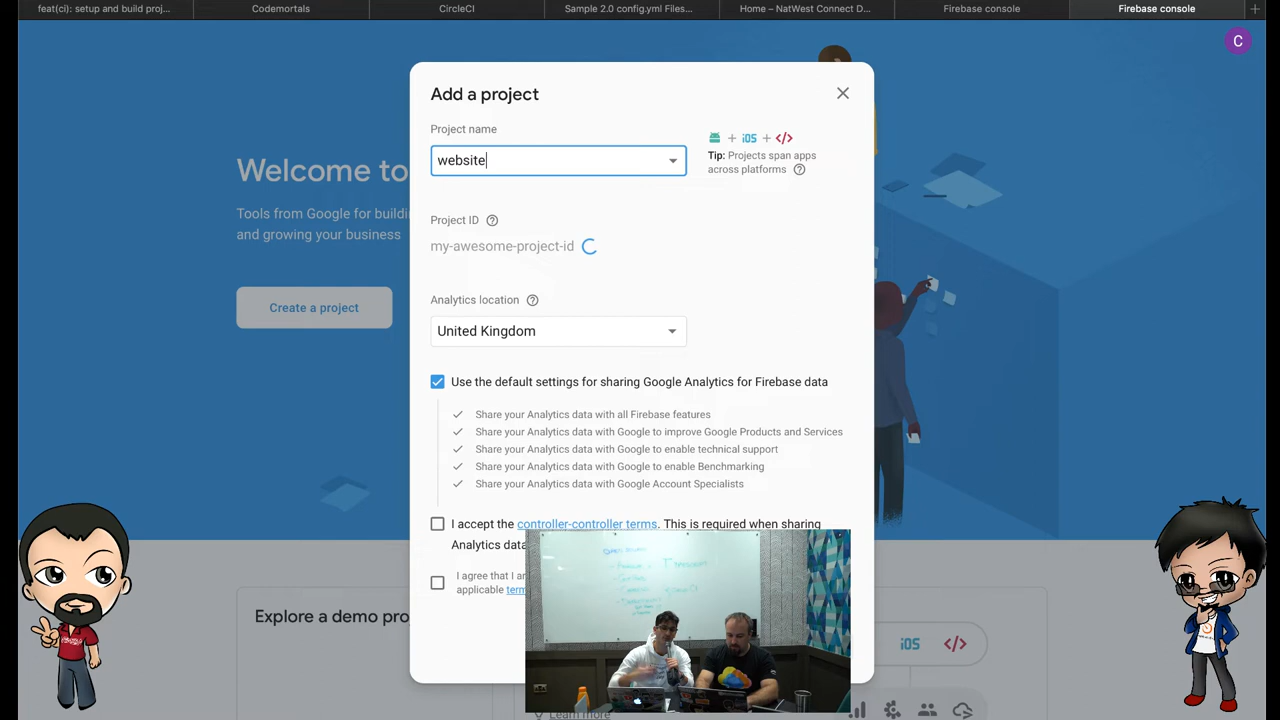 feat(ci): setup and build proj...
Codemortals
CircleCI
Sample 2.0 config.yml Files...
Home – NatWest Connect D...
Firebase console
Firebase console
C
Add a project
Project name
website
+ iOS + </>
Tip: Projects span apps
across platforms
Welcome to
Tools from Google for buildi
and growing your business
Create a project
Project ID
my-awesome-project-id
Analytics location
United Kingdom
Use the default settings for sharing Google Analytics for Firebase data
Share your Analytics data with all Firebase features
Share your Analytics data with Google to improve Google Products and Services
Share your Analytics data with Google to enable technical support
Share your Analytics data with Google to enable Benchmarking
Share your Analytics data with Google Account Specialists
I accept the controller-controller terms. This is required when sharing
Analytics data
I agree that I ar
applicable term
Explore a demo pro
iOS </>
Learn more